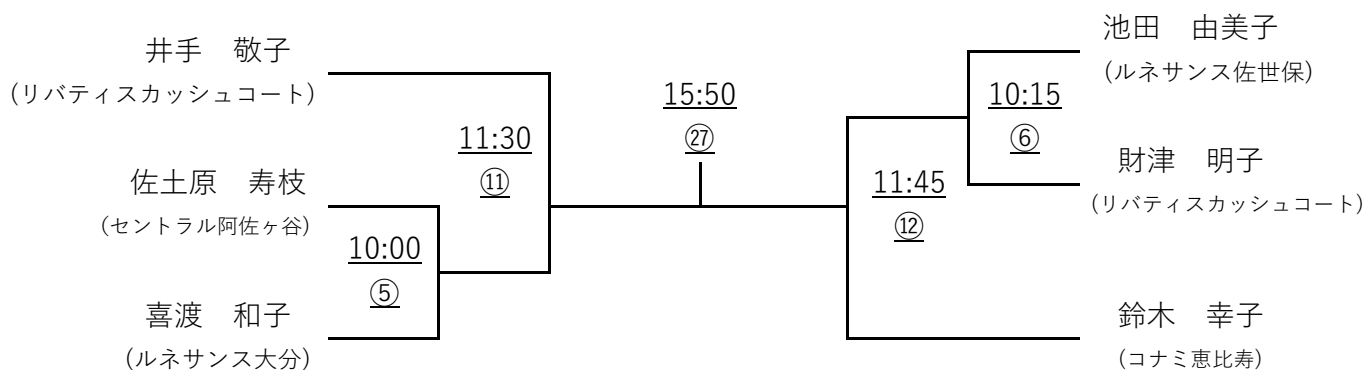 井手　敬子
(リバティスカッシュコート)
佐土原　寿枝
(セントラル阿佐ヶ谷)
喜渡　和子
(ルネサンス大分)
10:00
⑤
11:30
⑪
15:50
㉗
11:45
⑫
10:15
⑥
池田　由美子
(ルネサンス佐世保)
財津　明子
(リバティスカッシュコート)
鈴木　幸子
(コナミ恵比寿)